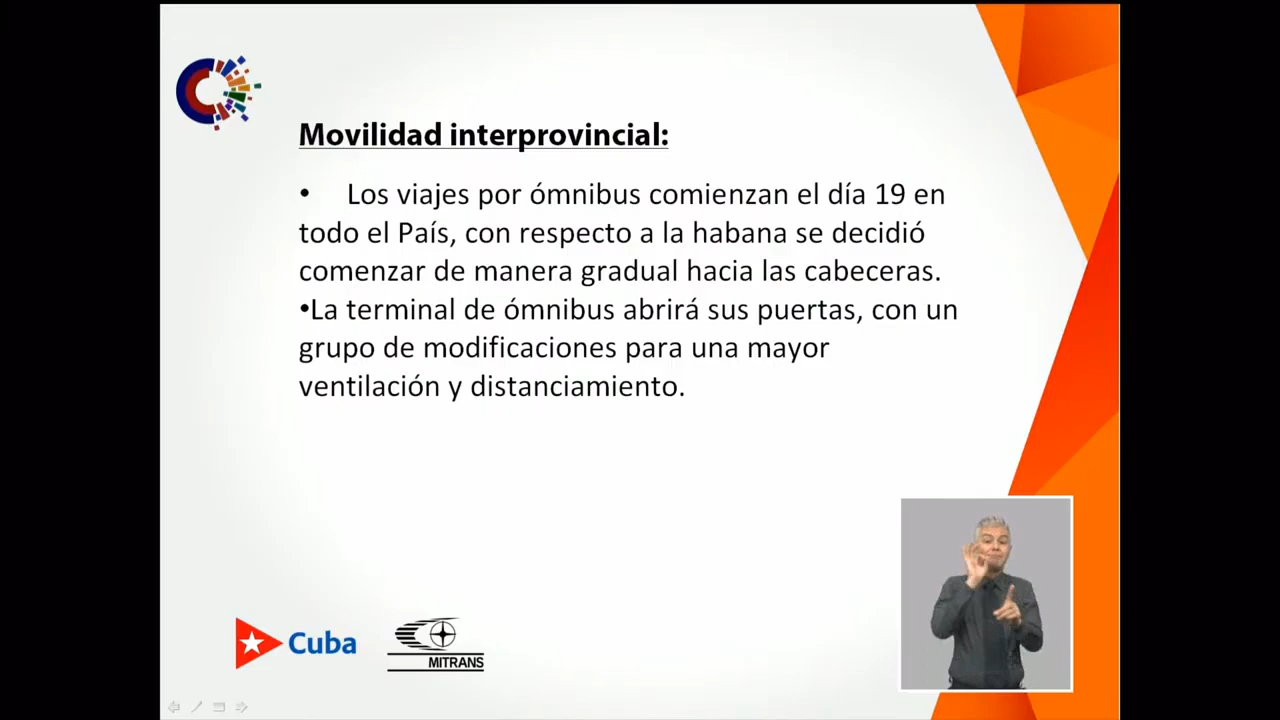 Movilidad interprovincial:
• Los viajes por ómnibus comienzan el día 19 en
todo el País, con respecto a la habana se decidió
comenzar de manera gradual hacia las cabeceras.
•La terminal de ómnibus abrirá sus puertas, con un
grupo de modificaciones para una mayor
ventilación y distanciamiento.
Cuba
MITRANS